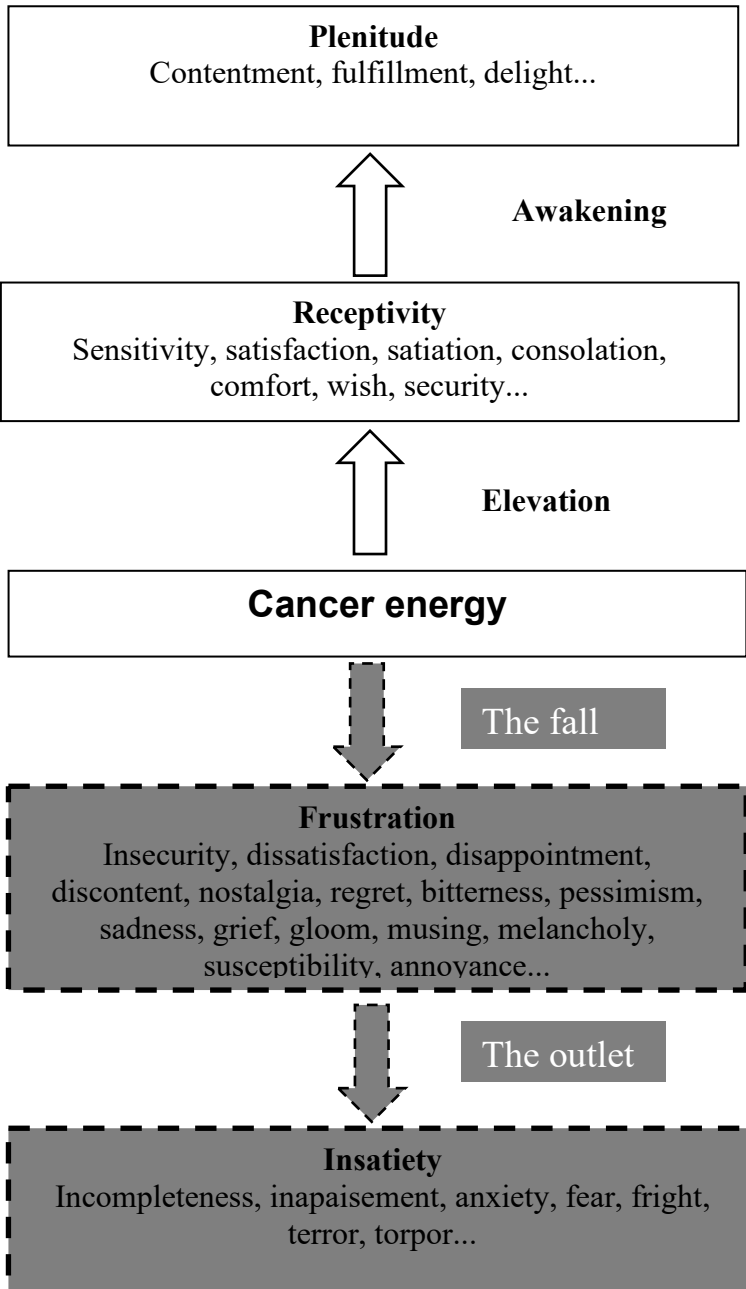 Plenitude
Contentment, fulfillment, delight...
Awakening
Receptivity
Sensitivity, satisfaction, satiation, consolation,
comfort, wish, security...
Elevation
Cancer energy
The fall
Frustration
Insecurity, dissatisfaction, disappointment,
discontent, nostalgia, regret, bitterness, pessimism,
sadness, grief, gloom, musing, melancholy,
susceptibility, annoyance...
The outlet
Insatiety
Incompleteness, inapaisement, anxiety, fear, fright,
terror, torpor...